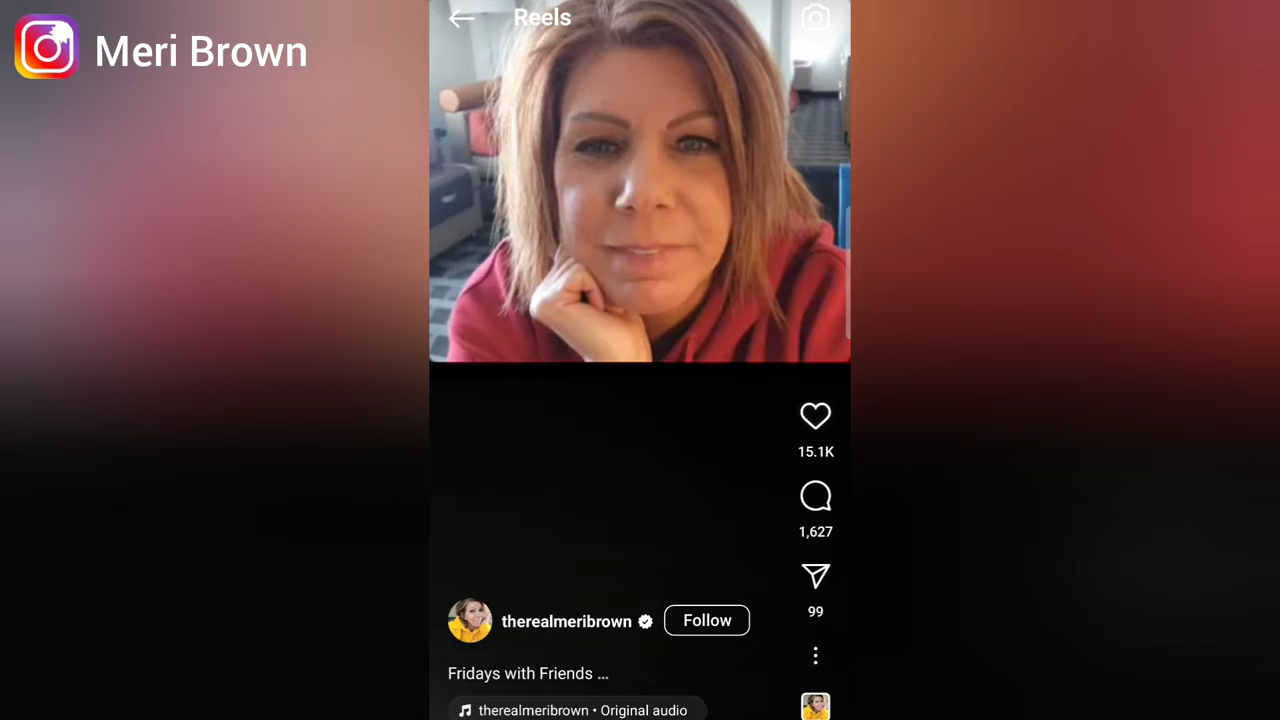 Meri Brown
Reels
15.1K
1,627
99
therealmeribrown
Follow
Fridays with Friends ...
therealmeribrown • Original audio